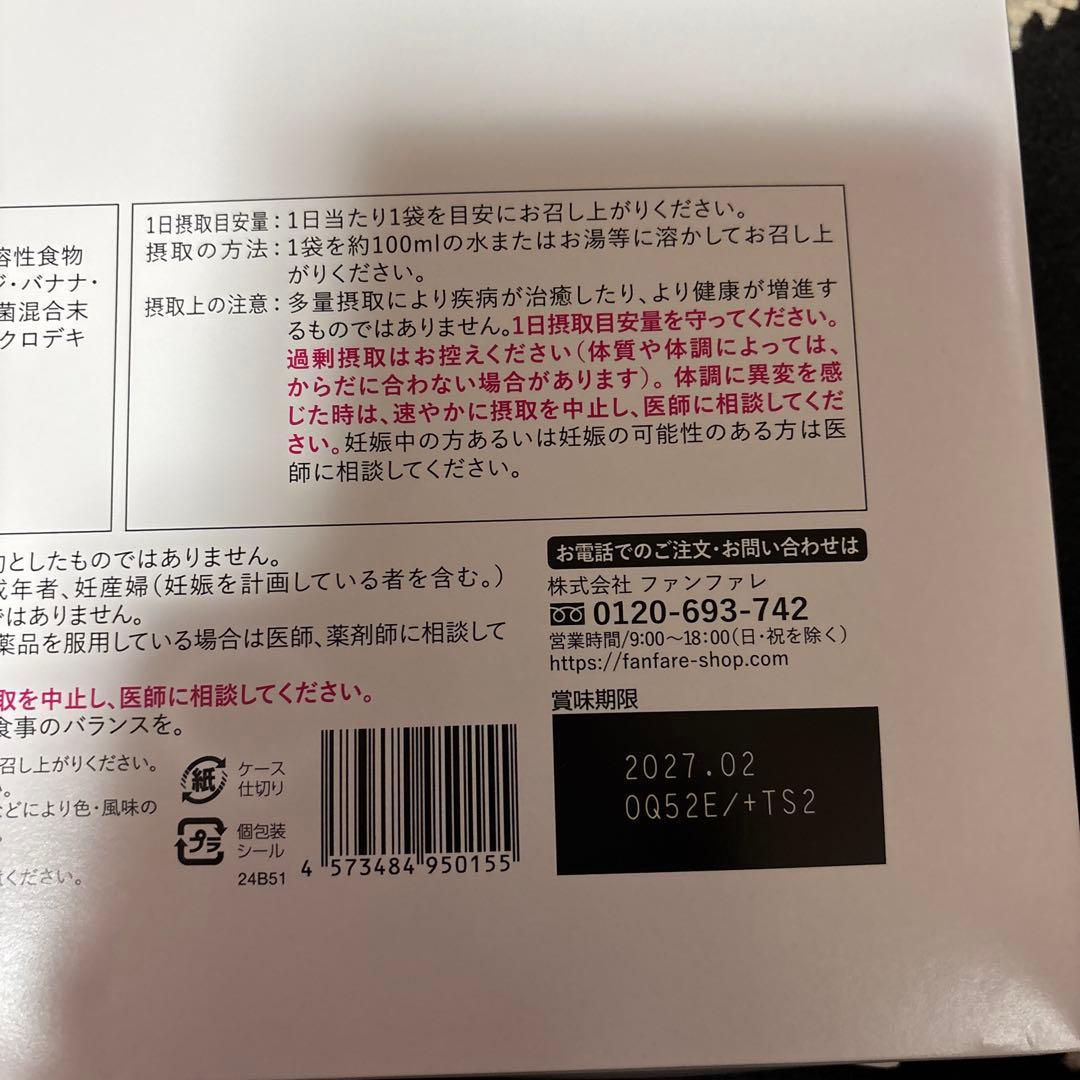 容性食物
ジ・バナナ・
菌混合末
クロデキ
1日摂取目安量：1日当たり1袋を目安にお召し上がりください。
摂取の方法：1袋を約100mlの水またはお湯等に溶かしてお召し上
がりください。
摂取上の注意：多量摂取により疾病が治癒したり、より健康が増進す
るものではありません。1日摂取目安量を守ってください。
過剰摂取はお控えください（体質や体調によっては、
からだに合わない場合があります）。体調に異変を感
じた時は、速やかに摂取を中止し、医師に相談してくだ
さい。妊娠中の方あるいは妊娠の可能性のある方は医
師に相談してください。
的としたものではありません。
成年者、妊産婦（妊娠を計画している者を含む。）
ではありません。
薬品を服用している場合は医師、薬剤師に相談して
取を中止し、医師に相談してください。
食事のバランスを。
召し上がりください。
い。
などにより色・風味の
ください。
紙
ケース
仕切り
プラ
個包装
シール
24B51
4 573484 950155
お電話でのご注文・お問い合わせは
株式会社 ファンファレ
0120-693-742
営業時間/9:00～18:00（日・祝を除く）
https://fanfare-shop.com
賞味期限
2027.02
0Q52E/+TS2